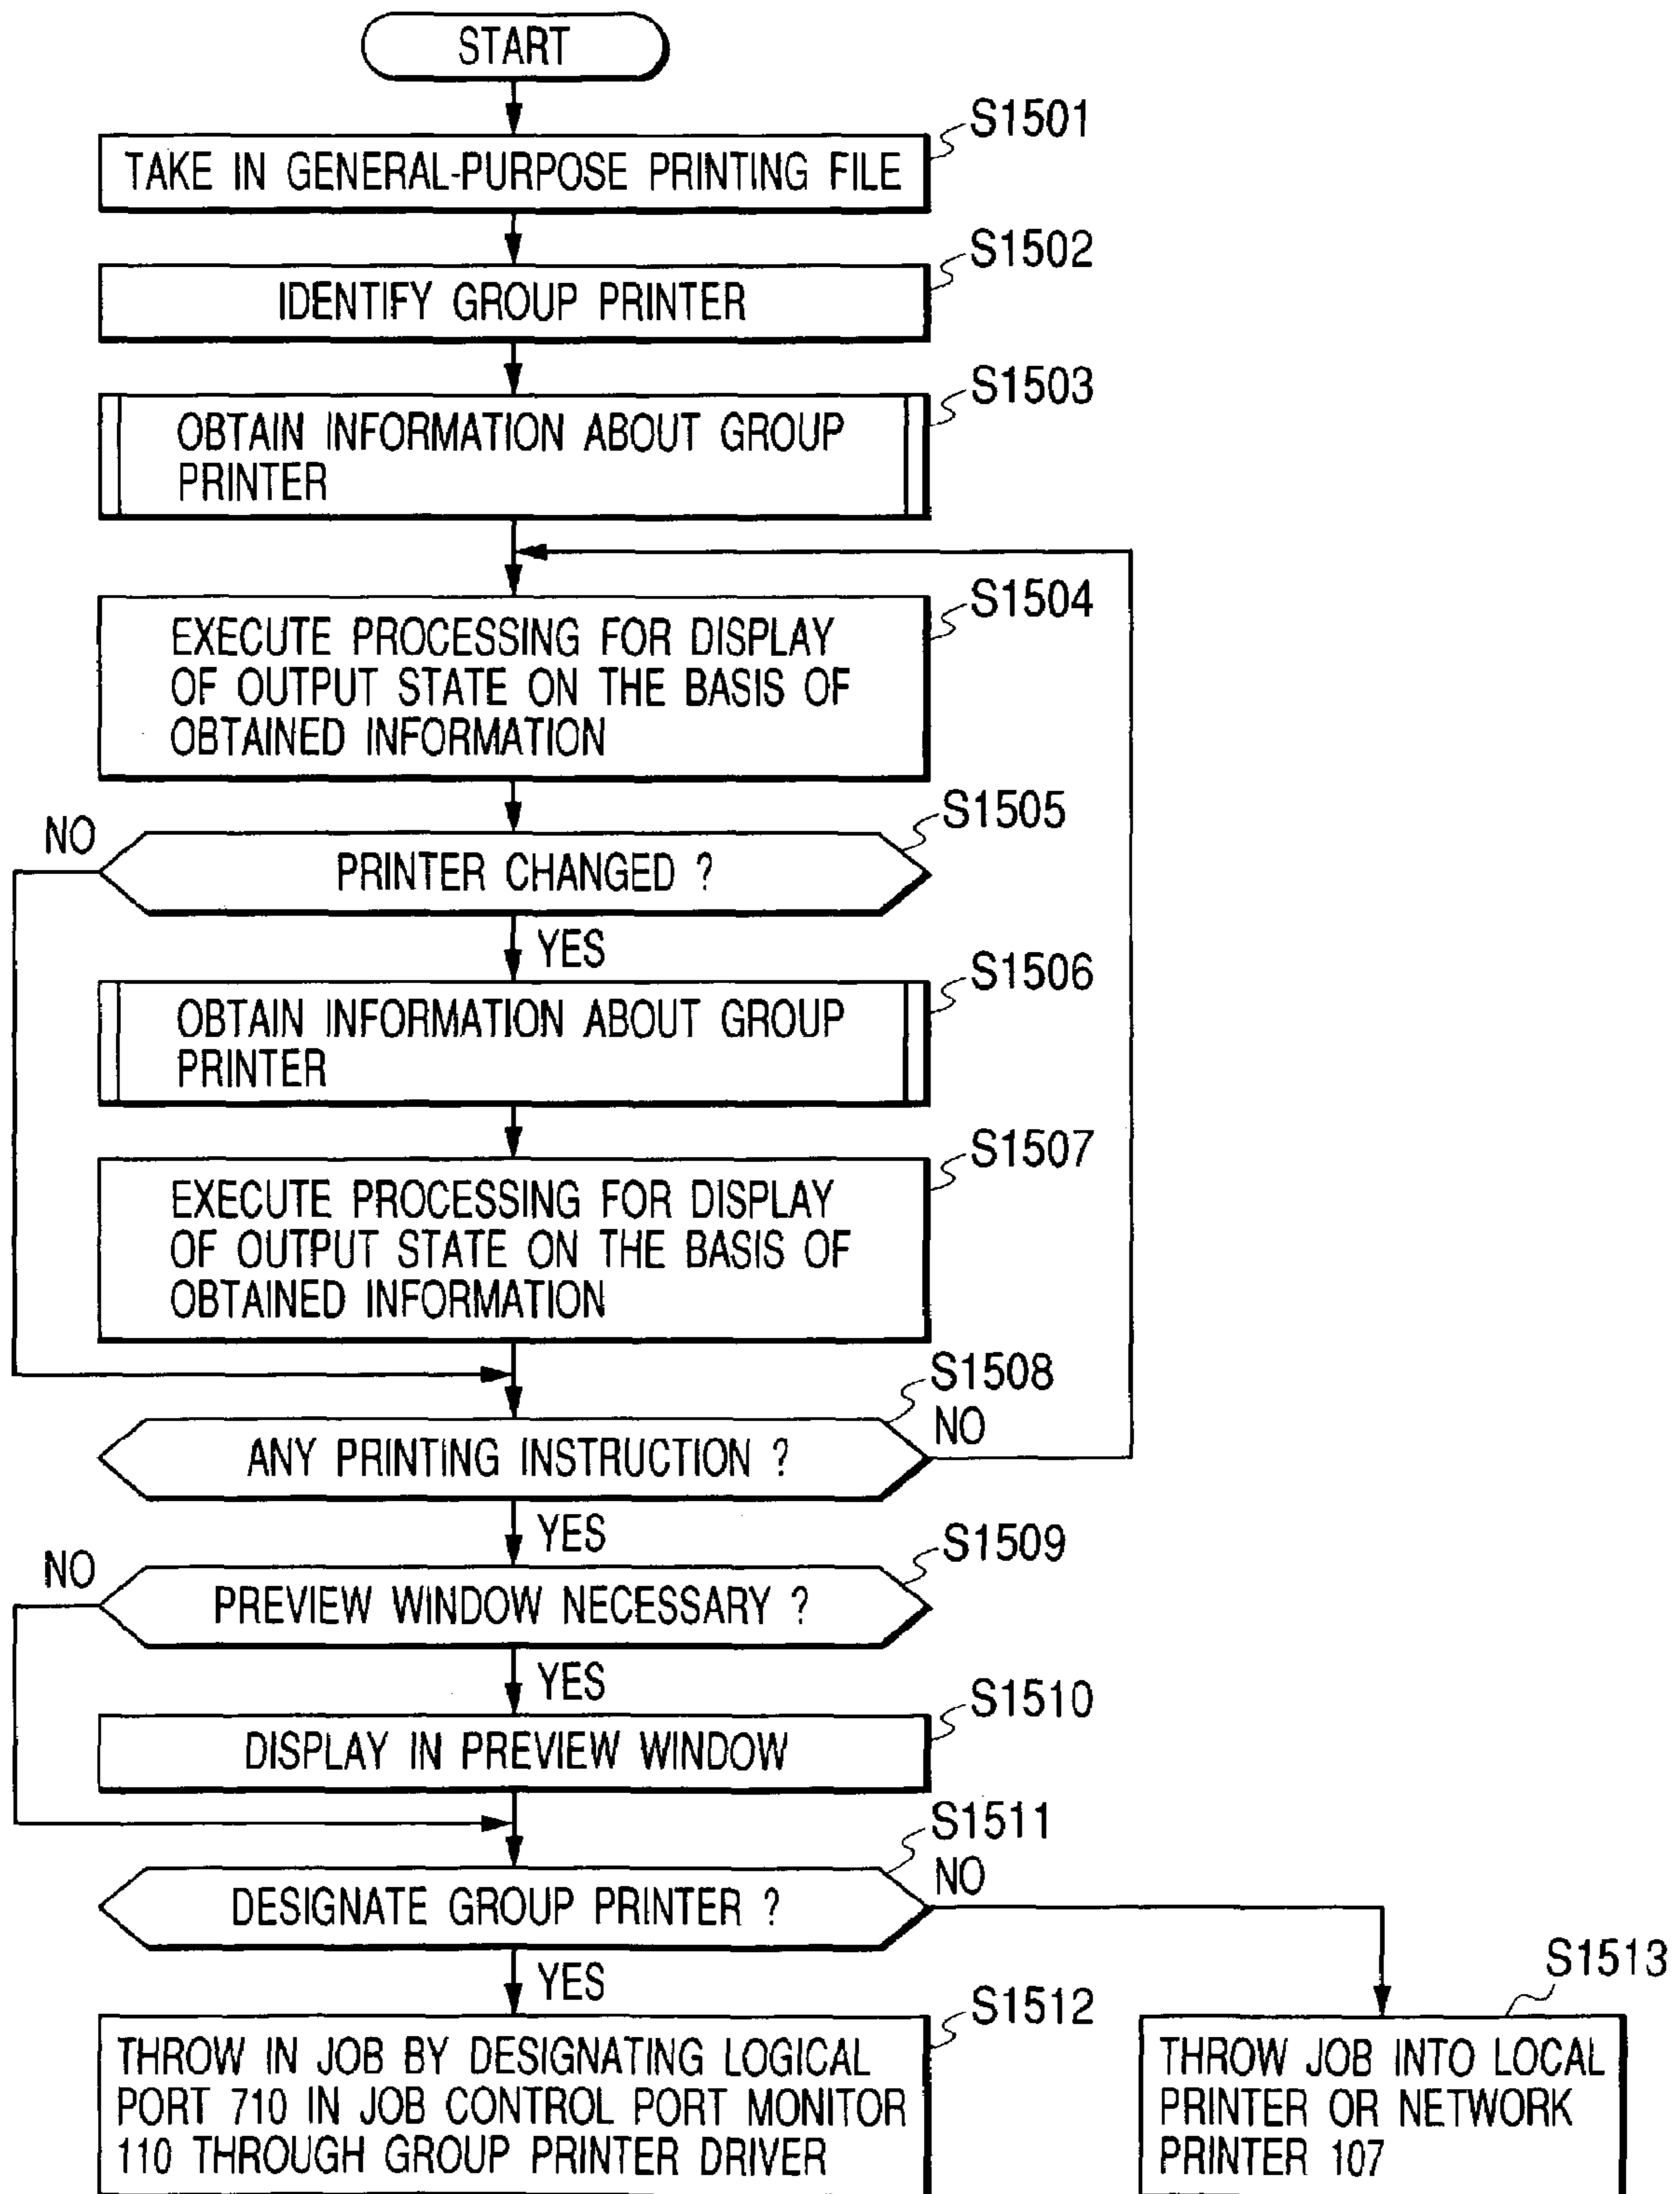 START
S1501
TAKE IN GENERAL-PURPOSE PRINTING FILE
S1502
IDENTIFY GROUP PRINTER
S1503
OBTAIN INFORMATION ABOUT GROUP
PRINTER
S1504
EXECUTE PROCESSING FOR DISPLAY
OF OUTPUT STATE ON THE BASIS OF
OBTAINED INFORMATION
S1505
NO
PRINTER CHANGED ?
YES
S1506
OBTAIN INFORMATION ABOUT GROUP
PRINTER
S1507
EXECUTE PROCESSING FOR DISPLAY
OF OUTPUT STATE ON THE BASIS OF
OBTAINED INFORMATION
S1508
NO
ANY PRINTING INSTRUCTION ?
YES
S1509
NO
PREVIEW WINDOW NECESSARY ?
YES
S1510
DISPLAY IN PREVIEW WINDOW
S1511
NO
DESIGNATE GROUP PRINTER ?
YES
S1512
THROW IN JOB BY DESIGNATING LOGICAL
PORT 710 IN JOB CONTROL PORT MONITOR
110 THROUGH GROUP PRINTER DRIVER
S1513
THROW JOB INTO LOCAL
PRINTER OR NETWORK
PRINTER 107